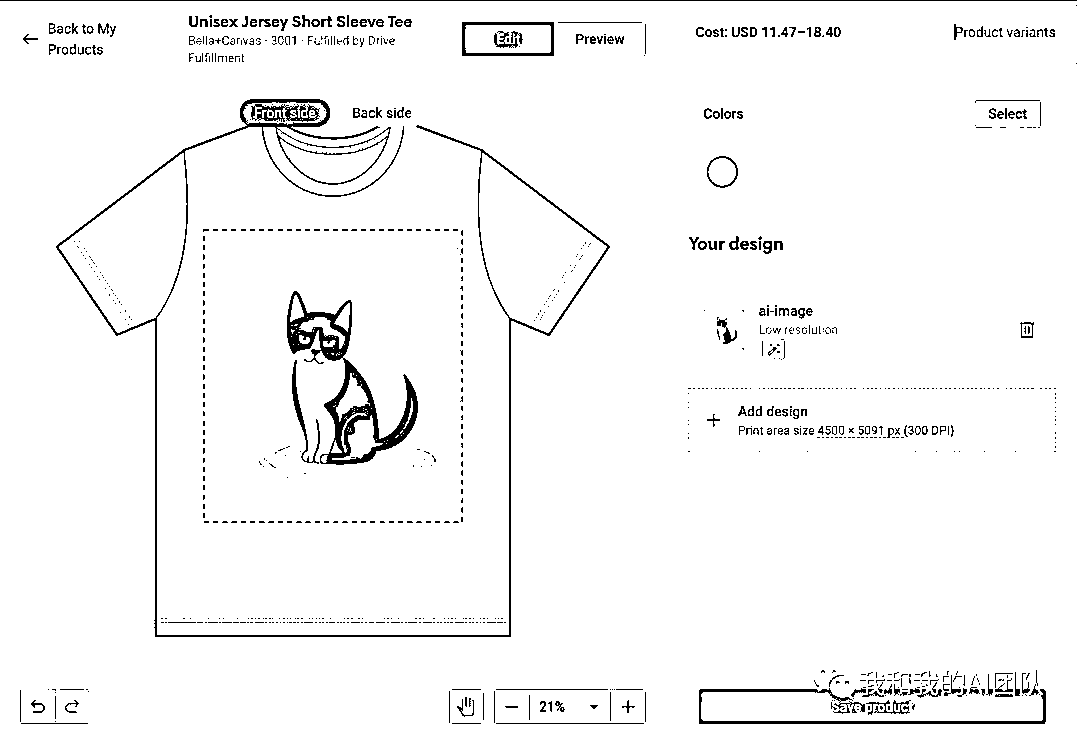 Back to My
Products
Unisex Jersey Short Sleeve Tee
Bella+Canvas · 3001 · Fulfilled by Drive
Fulfillment
Edit
Preview
Cost: USD 11.47–18.40
Product variants
Front side
Back side
Colors
Select
Your design
ai-image
Low resolution
Add design
Print area size 4500 × 5091 px (300 DPI)
21%
我和我的AI团队
Save product